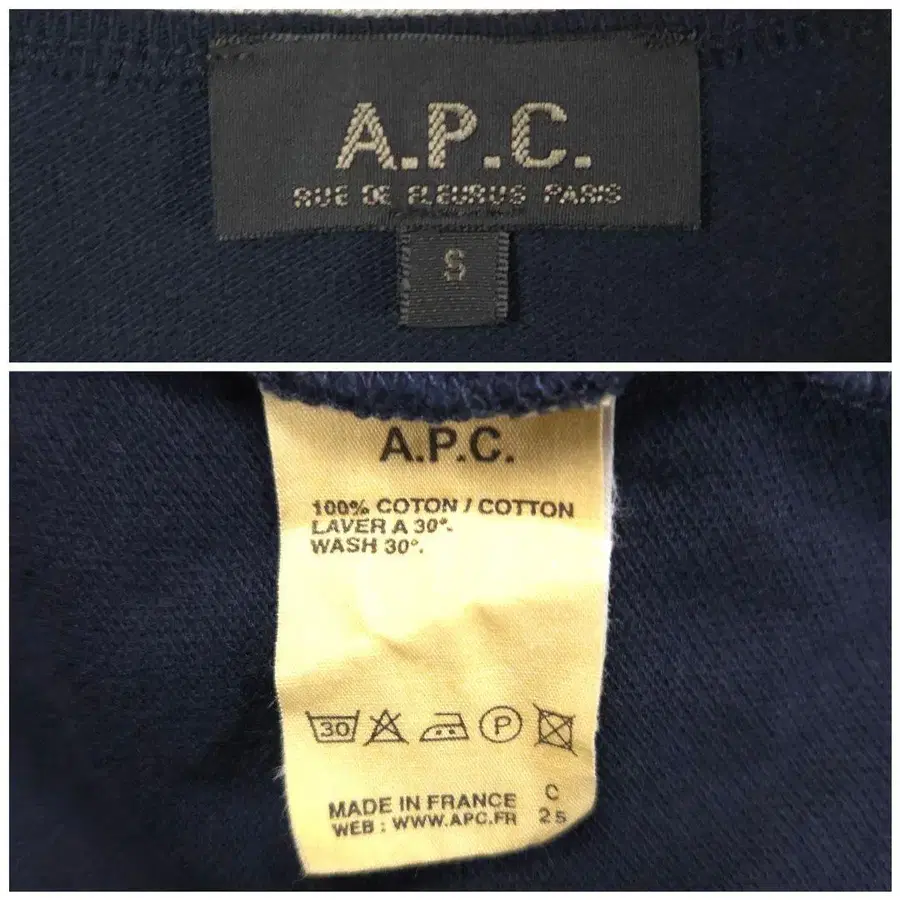 A.P.C.
RUE DE FLEURUS PARIS
S
A.P.C.
100% COTON / COTTON
LAVER A 30°.
WASH 30°.
30 P
MADE IN FRANCE C
WEB : WWW.APC.FR 2S